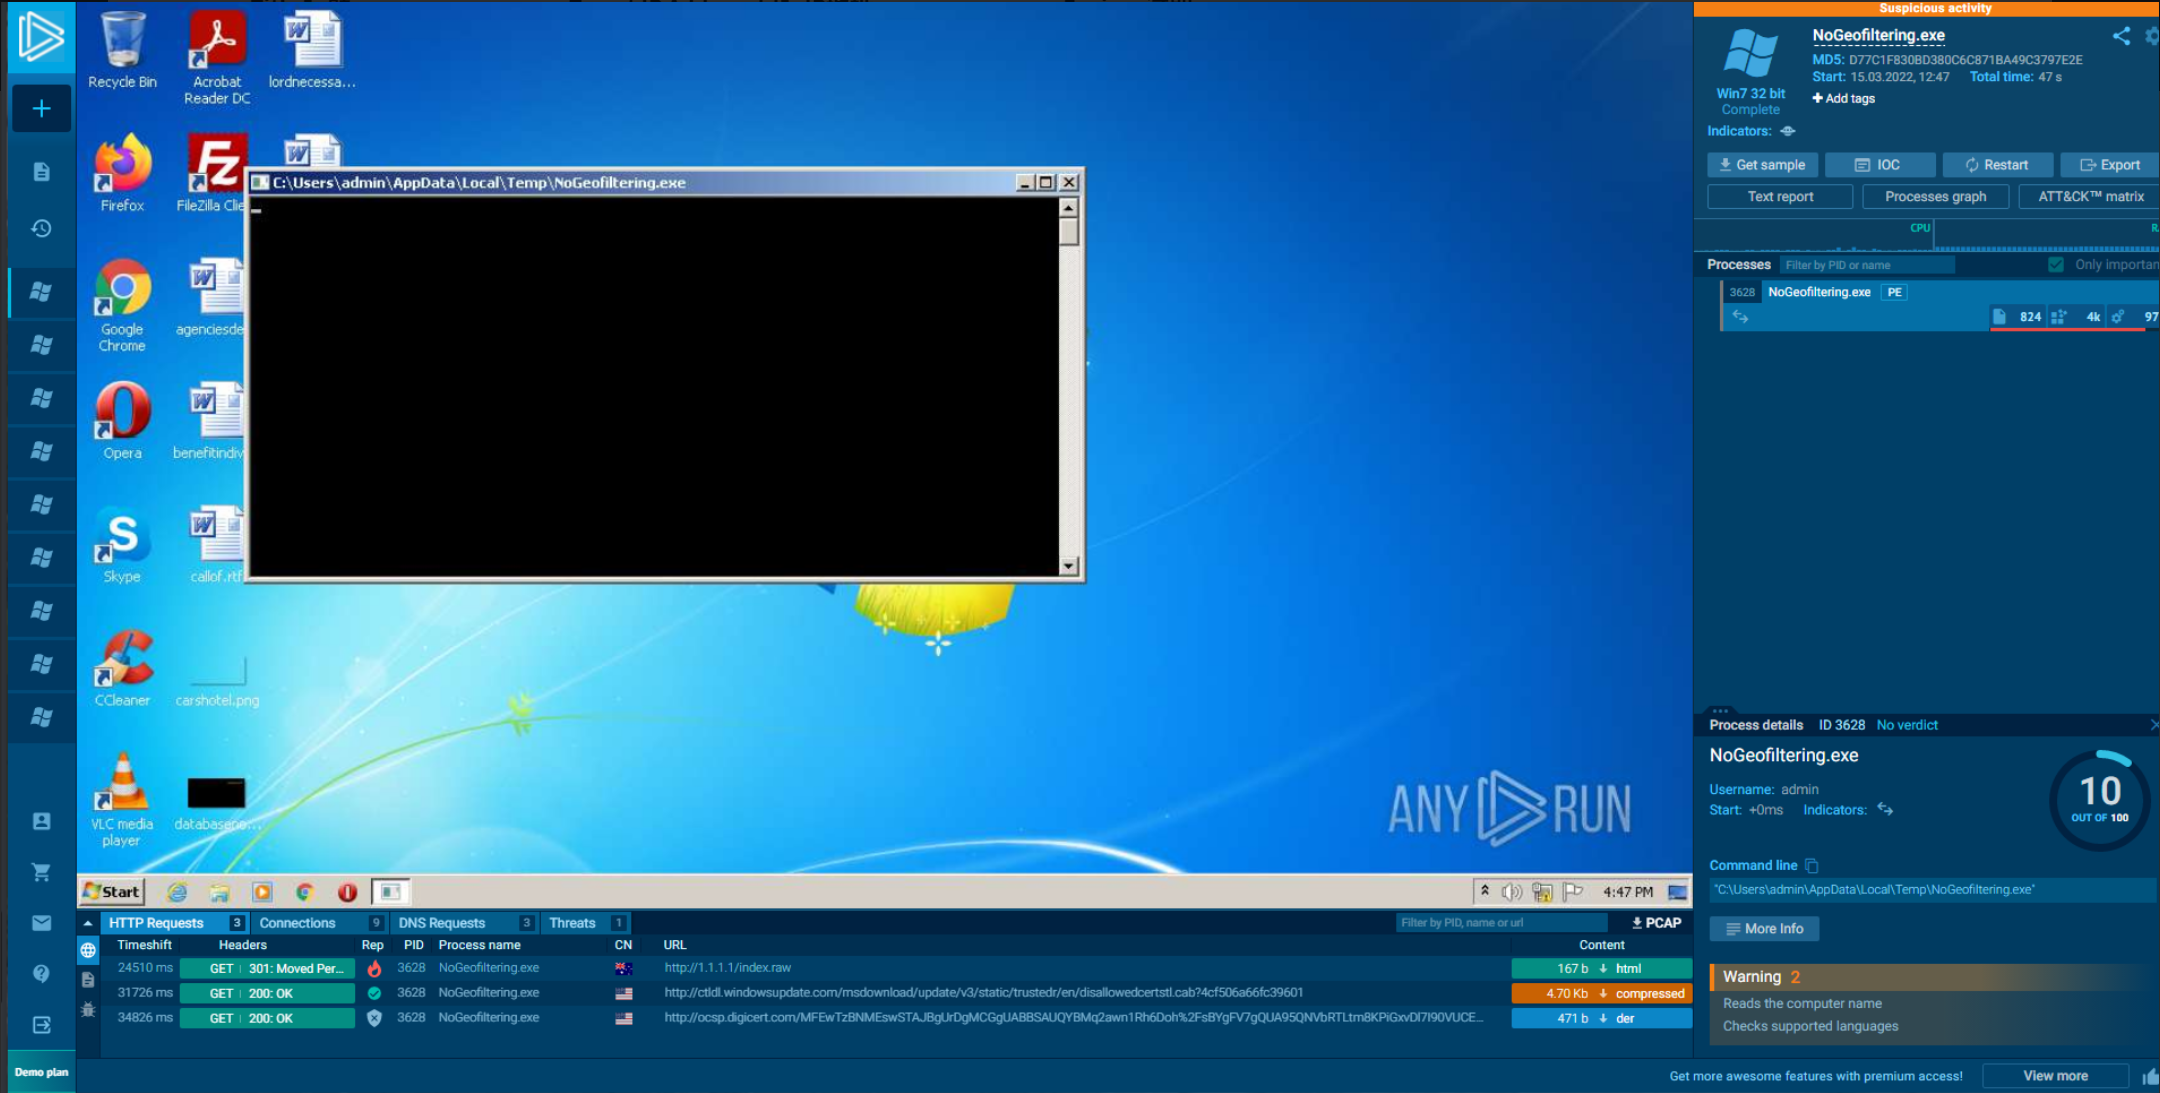 Suspicious activity
NoGeofiltering.exe
MD5: D77C1F830BD380C6C871BA49C3797E2E
Start: 15.03.2022, 12:47 Total time: 47 s
Win7 32 bit
Complete
+ Add tags
Indicators:
Get sample IOC Restart Export
Text report Processes graph ATT&CK™ matrix
CPU
Processes Filter by PID or name Only importan
3628 NoGeofiltering.exe PE
824 4k 97
Recycle Bin
Acrobat Reader DC
lordnecessa...
C:\Users\admin\AppData\Local\Temp\NoGeofiltering.exe
Firefox
FileZilla Clie
Google Chrome
agenciesde
Opera
benefitindiv
Skype
callof.rtf
CCleaner
carshotel.png
VLC media player
databasepo...
ANY RUN
Start
4:47 PM
Process details ID 3628 No verdict
NoGeofiltering.exe
Username: admin
Start: +0ms Indicators:
10
OUT OF 100
Command line
"C:\Users\admin\AppData\Local\Temp\NoGeofiltering.exe"
More Info
Warning 2
Reads the computer name
Checks supported languages
HTTP Requests 3 Connections 9 DNS Requests 3 Threats 1 Filter by PID, name or url PCAP
Timeshift Headers Rep PID Process name CN URL Content
24510 ms GET 301: Moved Per... 3628 NoGeofiltering.exe http://1.1.1.1/index.raw 167 b html
31726 ms GET 200: OK 3628 NoGeofiltering.exe http://ctldl.windowsupdate.com/msdownload/update/v3/static/trustedr/en/disallowedcertstl.cab?4cf506a66fc39601 4.70 Kb compressed
34826 ms GET 200: OK 3628 NoGeofiltering.exe http://ocsp.digicert.com/MFEwTzBNMEswSTAJBgUrDgMCGgUABBSAUQYBMq2awn1Rh6Doh%2FsBYgFV7gQUA95QNVbRTLtm8KPiGxvDl7I90VUCE... 471 b der
Demo plan
Get more awesome features with premium access! View more